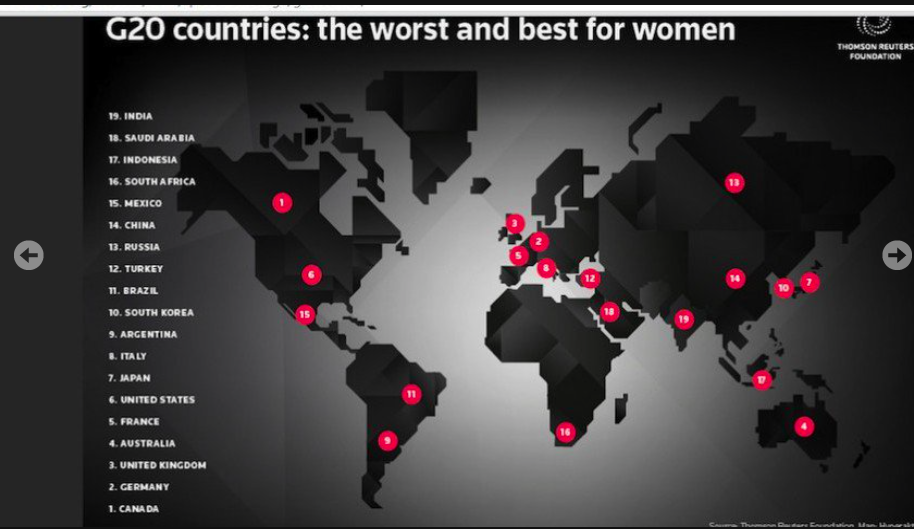 G20 countries: the worst and best for women
THOMSON REUTERS
FOUNDATION
19. INDIA
18. SAUDI ARABIA
17. INDONESIA
16. SOUTH AFRICA
15. MEXICO
14. CHINA
13. RUSSIA
12. TURKEY
11. BRAZIL
10. SOUTH KOREA
9. ARGENTINA
8. ITALY
7. JAPAN
6. UNITED STATES
5. FRANCE
4. AUSTRALIA
3. UNITED KINGDOM
2. GERMANY
1. CANADA
1
13
3
2
5
8
6
12
14
10
7
15
18
19
17
11
4
16
9
Source: Thomson Reuters Foundation, Map: